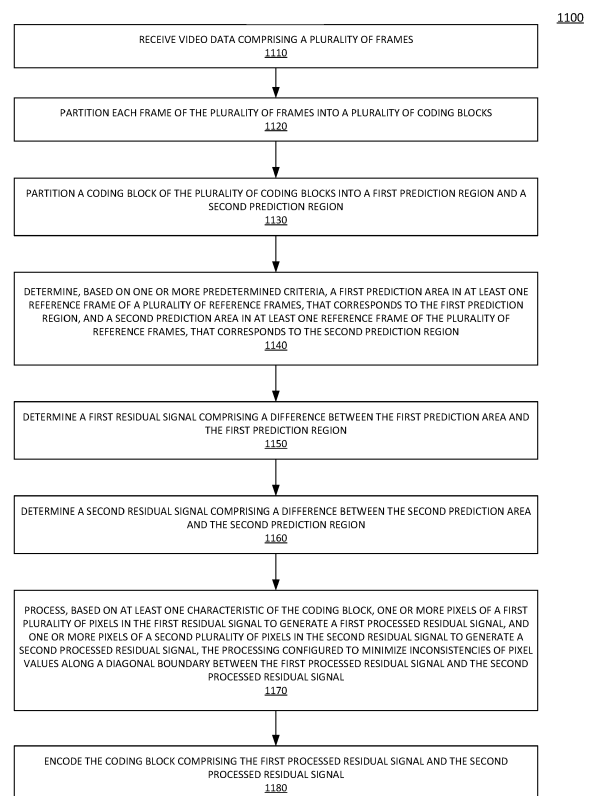 1100
RECEIVE VIDEO DATA COMPRISING A PLURALITY OF FRAMES
1110
PARTITION EACH FRAME OF THE PLURALITY OF FRAMES INTO A PLURALITY OF CODING BLOCKS
1120
PARTITION A CODING BLOCK OF THE PLURALITY OF CODING BLOCKS INTO A FIRST PREDICTION REGION AND A
SECOND PREDICTION REGION
1130
DETERMINE, BASED ON ONE OR MORE PREDETERMINED CRITERIA, A FIRST PREDICTION AREA IN AT LEAST ONE
REFERENCE FRAME OF A PLURALITY OF REFERENCE FRAMES, THAT CORRESPONDS TO THE FIRST PREDICTION
REGION, AND A SECOND PREDICTION AREA IN AT LEAST ONE REFERENCE FRAME OF THE PLURALITY OF
REFERENCE FRAMES, THAT CORRESPONDS TO THE SECOND PREDICTION REGION
1140
DETERMINE A FIRST RESIDUAL SIGNAL COMPRISING A DIFFERENCE BETWEEN THE FIRST PREDICTION AREA AND
THE FIRST PREDICTION REGION
1150
DETERMINE A SECOND RESIDUAL SIGNAL COMPRISING A DIFFERENCE BETWEEN THE SECOND PREDICTION AREA
AND THE SECOND PREDICTION REGION
1160
PROCESS, BASED ON AT LEAST ONE CHARACTERISTIC OF THE CODING BLOCK, ONE OR MORE PIXELS OF A FIRST
PLURALITY OF PIXELS IN THE FIRST RESIDUAL SIGNAL TO GENERATE A FIRST PROCESSED RESIDUAL SIGNAL, AND
ONE OR MORE PIXELS OF A SECOND PLURALITY OF PIXELS IN THE SECOND RESIDUAL SIGNAL TO GENERATE A
SECOND PROCESSED RESIDUAL SIGNAL, THE PROCESSING CONFIGURED TO MINIMIZE INCONSISTENCIES OF PIXEL
VALUES ALONG A DIAGONAL BOUNDARY BETWEEN THE FIRST PROCESSED RESIDUAL SIGNAL AND THE SECOND
PROCESSED RESIDUAL SIGNAL
1170
ENCODE THE CODING BLOCK COMPRISING THE FIRST PROCESSED RESIDUAL SIGNAL AND THE SECOND
PROCESSED RESIDUAL SIGNAL
1180